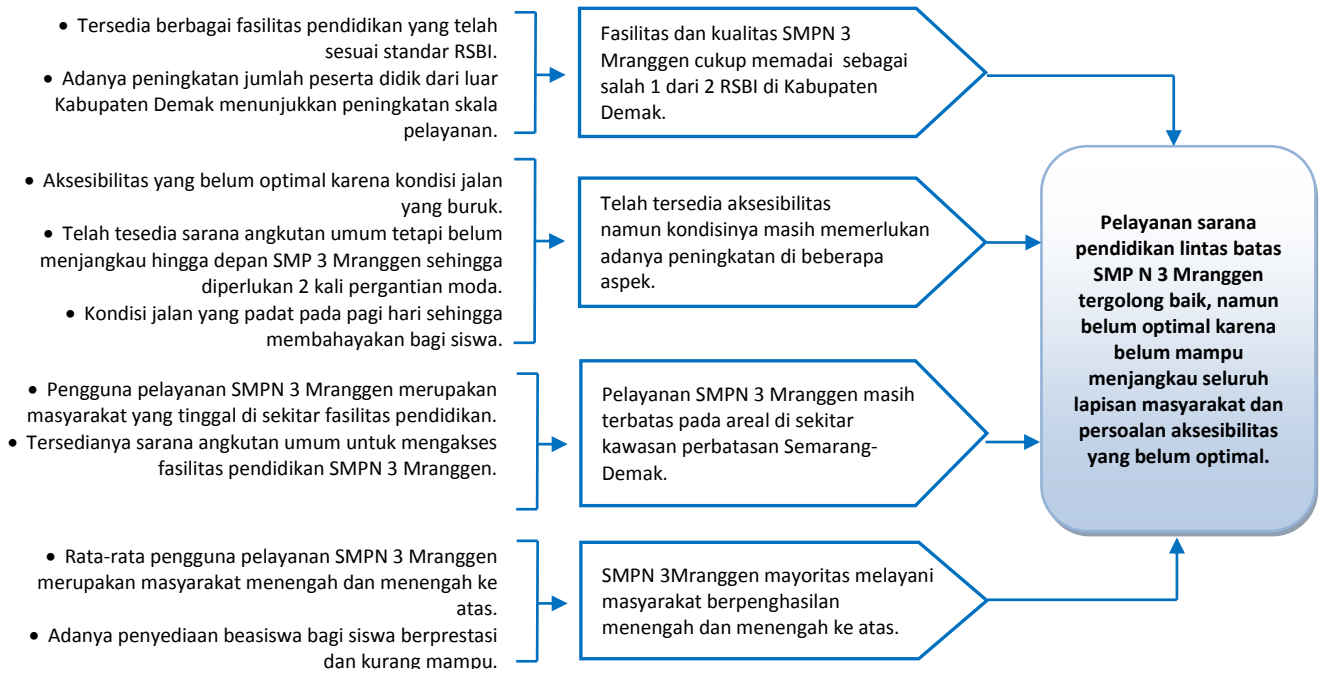 • Tersedia berbagai fasilitas pendidikan yang telah
sesuai standar RSBI.
• Adanya peningkatan jumlah peserta didik dari luar
Kabupaten Demak menunjukkan peningkatan skala
pelayanan.
Fasilitas dan kualitas SMPN 3
Mranggen cukup memadai sebagai
salah 1 dari 2 RSBI di Kabupaten
Demak.
• Aksesibilitas yang belum optimal karena kondisi jalan
yang buruk.
• Telah tesedia sarana angkutan umum tetapi belum
menjangkau hingga depan SMP 3 Mranggen sehingga
diperlukan 2 kali pergantian moda.
• Kondisi jalan yang padat pada pagi hari sehingga
membahayakan bagi siswa.
Telah tersedia aksesibilitas
namun kondisinya masih memerlukan
adanya peningkatan di beberapa
aspek.
• Pengguna pelayanan SMPN 3 Mranggen merupakan
masyarakat yang tinggal di sekitar fasilitas pendidikan.
• Tersedianya sarana angkutan umum untuk mengakses
fasilitas pendidikan SMPN 3 Mranggen.
Pelayanan SMPN 3 Mranggen masih
terbatas pada areal di sekitar
kawasan perbatasan Semarang-
Demak.
• Rata-rata pengguna pelayanan SMPN 3 Mranggen
merupakan masyarakat menengah dan menengah ke
atas.
• Adanya penyediaan beasiswa bagi siswa berprestasi
dan kurang mampu.
SMPN 3Mranggen mayoritas melayani
masyarakat berpenghasilan
menengah dan menengah ke atas.
Pelayanan sarana
pendidikan lintas batas
SMP N 3 Mranggen
tergolong baik, namun
belum optimal karena
belum mampu
menjangkau seluruh
lapisan masyarakat dan
persoalan aksesibilitas
yang belum optimal.